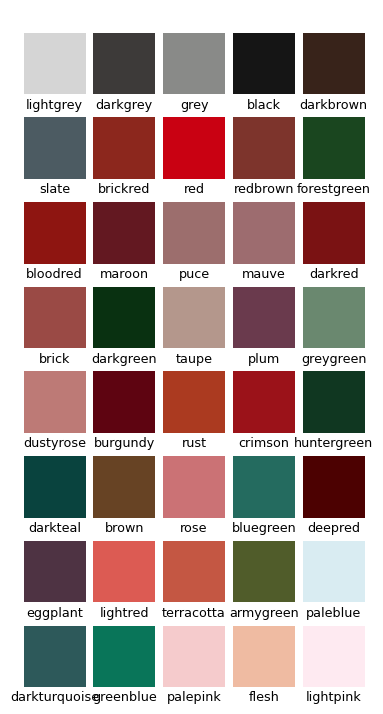 lightgrey darkgrey grey black darkbrown
slate brickred red redbrown forestgreen
bloodred maroon puce mauve darkred
brick darkgreen taupe plum greygreen
dustyrose burgundy rust crimson huntergreen
darkteal brown rose bluegreen deepred
eggplant lightred terracotta armygreen paleblue
darkturquoise greenblue palepink flesh lightpink